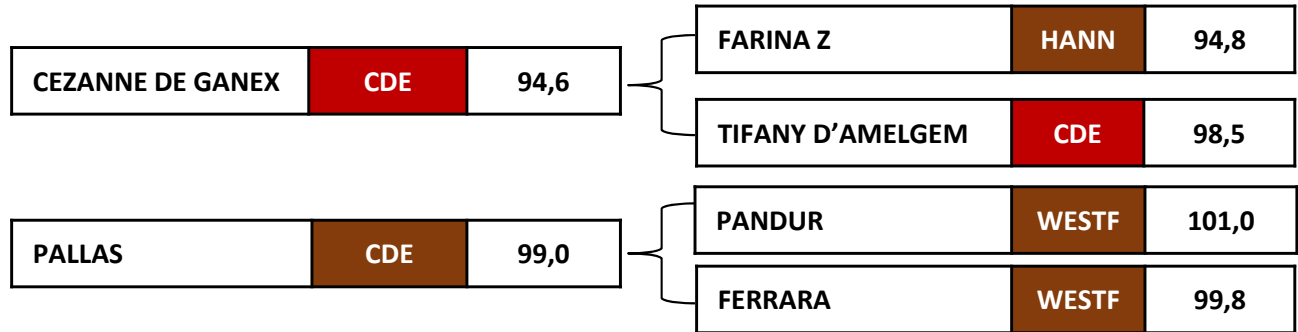 FARINA Z HANN 94,8
CEZANNE DE GANEX CDE 94,6
TIFANY D’AMELGEM CDE 98,5
PANDUR WESTF 101,0
PALLAS CDE 99,0
FERRARA WESTF 99,8